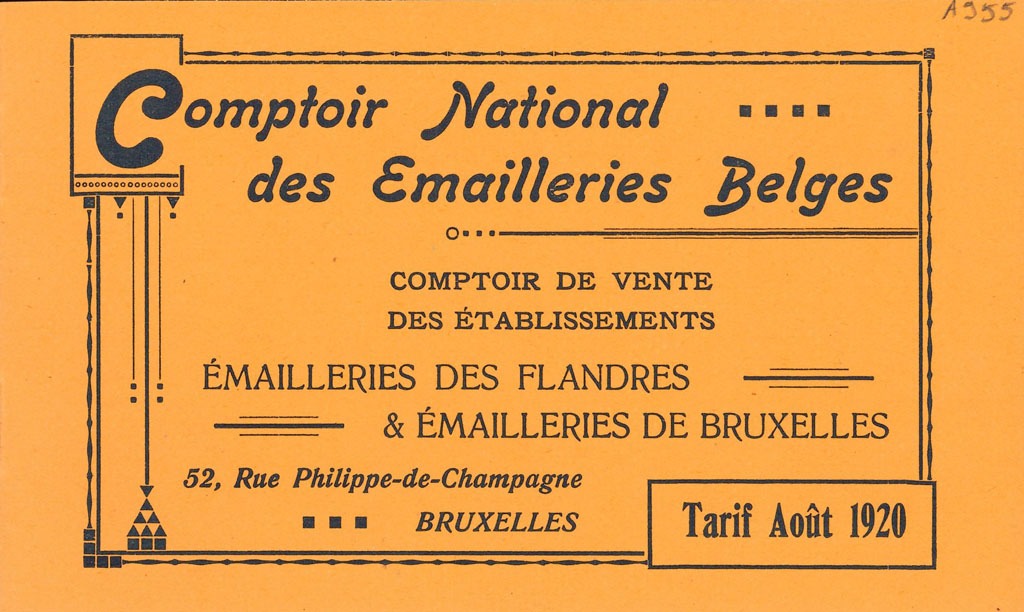 A955
Comptoir National
des Emailleries Belges
COMPTOIR DE VENTE
DES ÉTABLISSEMENTS
ÉMAILLERIES DES FLANDRES
& ÉMAILLERIES DE BRUXELLES
52, Rue Philippe-de-Champagne
BRUXELLES
Tarif Août 1920